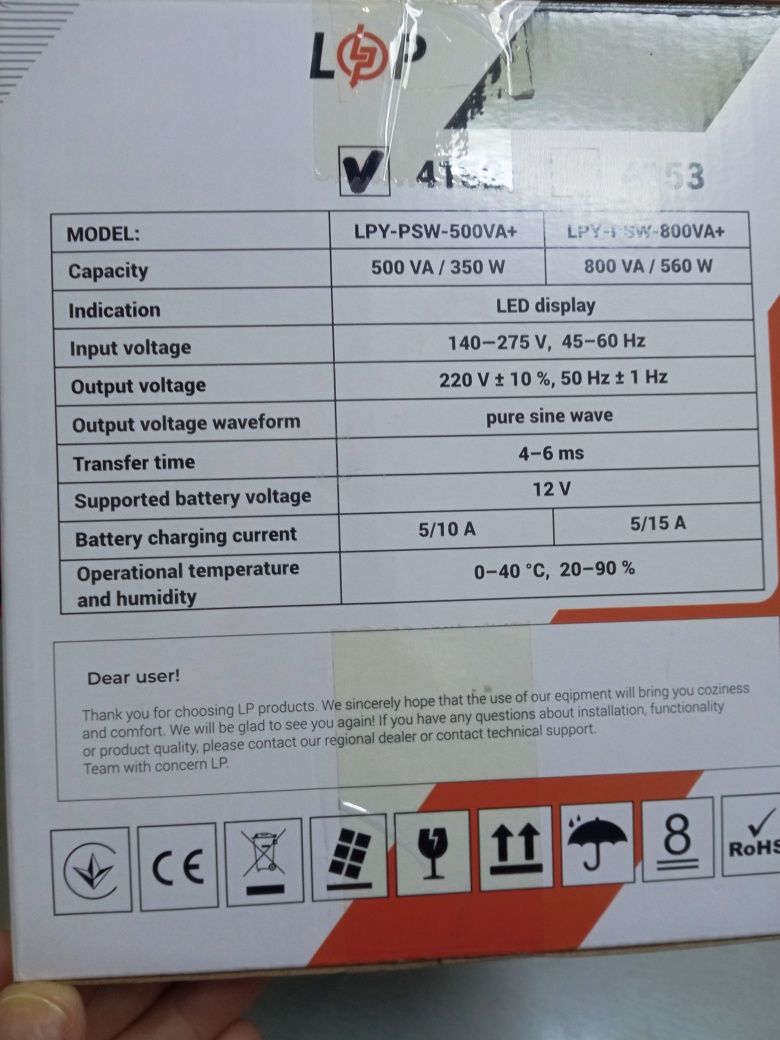 LP
MODEL: LPY-PSW-500VA+ LPY-PSW-800VA+
Capacity 500 VA / 350 W 800 VA / 560 W
Indication LED display
Input voltage 140–275 V, 45–60 Hz
Output voltage 220 V ± 10 %, 50 Hz ± 1 Hz
Output voltage waveform pure sine wave
Transfer time 4–6 ms
Supported battery voltage 12 V
Battery charging current 5/10 A 5/15 A
Operational temperature
and humidity 0–40 °C, 20–90 %
Dear user!
Thank you for choosing LP products. We sincerely hope that the use of our eqipment will bring you coziness
and comfort. We will be glad to see you again! If you have any questions about installation, functionality
or product quality, please contact our regional dealer or contact technical support.
Team with concern LP.
CE
8
RoHS